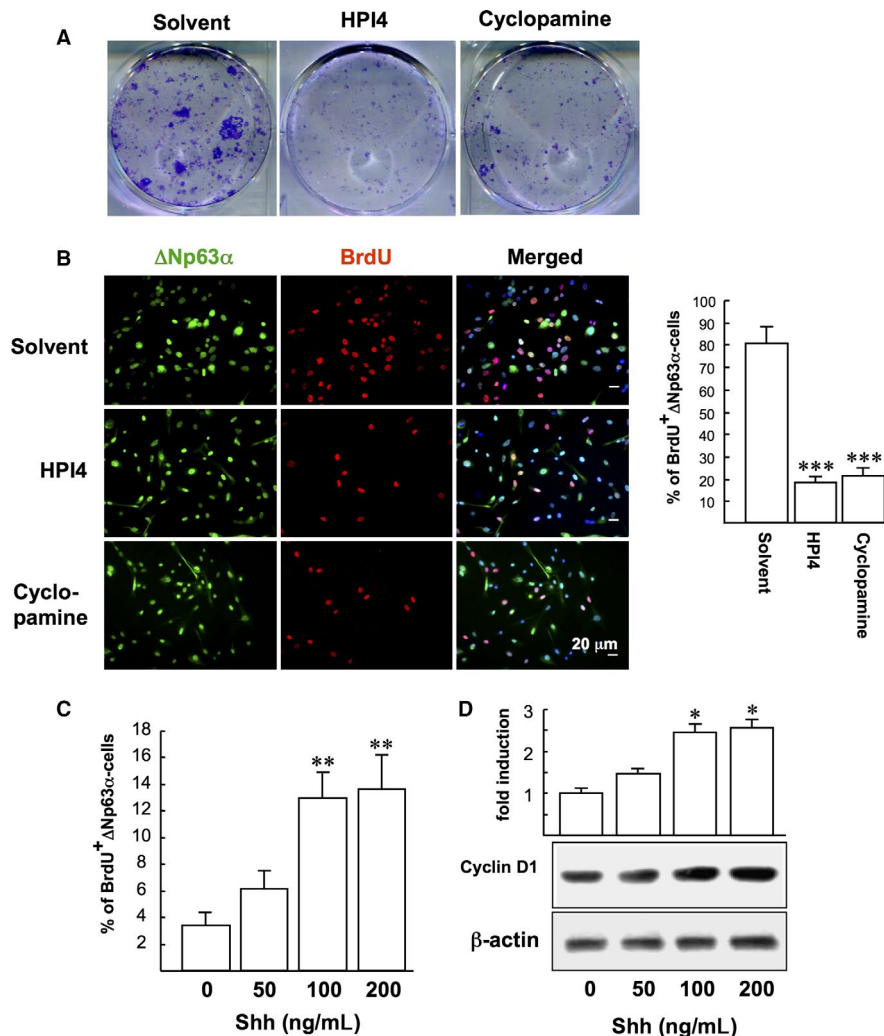 A
Solvent HPI4 Cyclopamine
B
ΔNp63α BrdU Merged
Solvent
HPI4
Cyclo-
pamine
20 μm
% of BrdU⁺ ΔNp63α-cells
100
90
80
70
60
50
40
30
20
10
*** ***
Solvent HPI4 Cyclopamine
C
% of BrdU⁺ ΔNp63α-cells
18
16
14
12
10
8
6
4
2
** **
0 50 100 200
Shh (ng/mL)
D
fold induction
3
2
1
* *
Cyclin D1
β-actin
0 50 100 200
Shh (ng/mL)